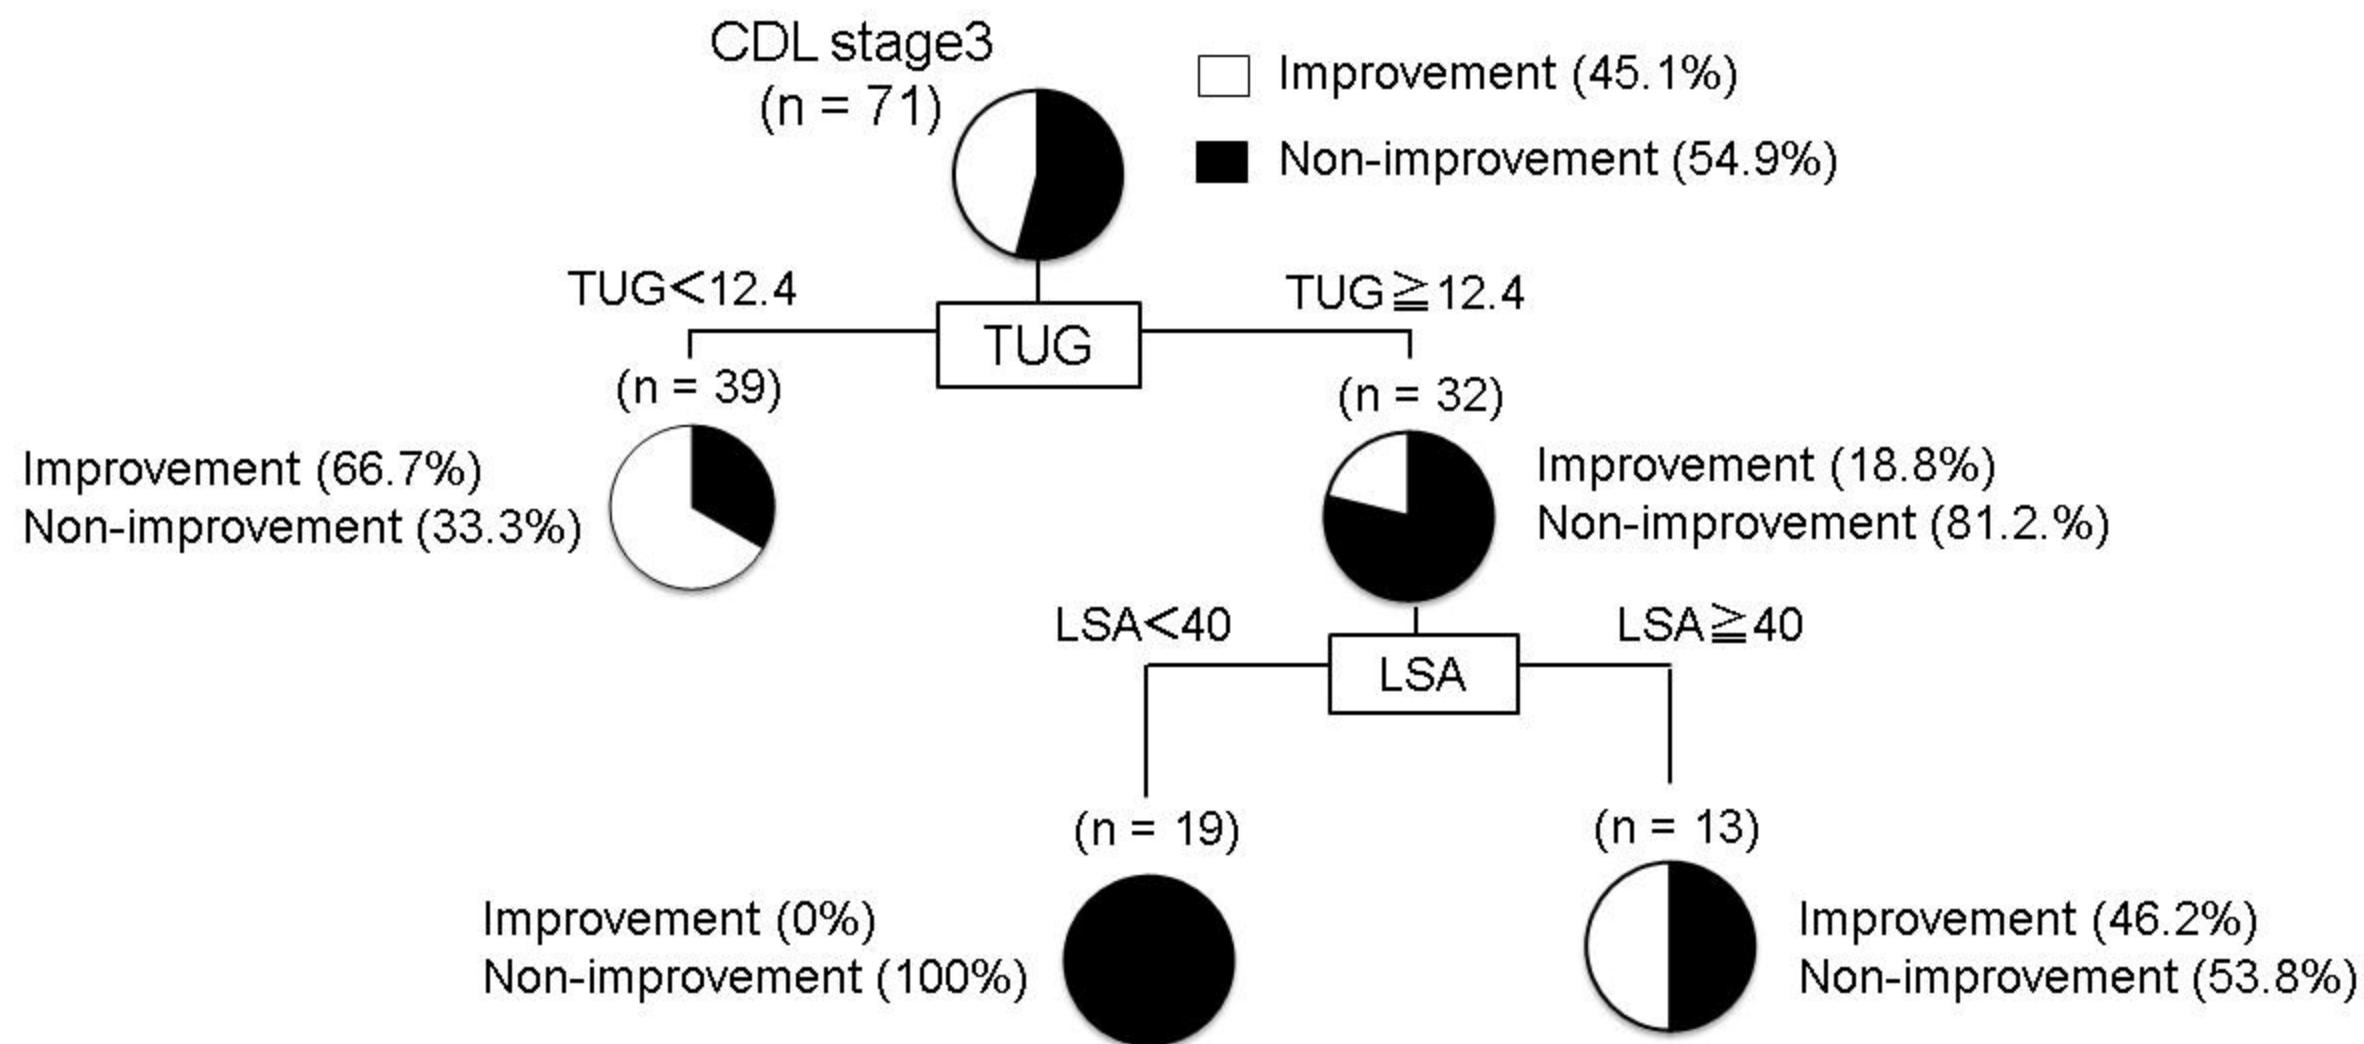 CDL stage3
(n = 71)
Improvement (45.1%)
Non-improvement (54.9%)
TUG<12.4
TUG≧12.4
TUG
(n = 39)
(n = 32)
Improvement (66.7%)
Non-improvement (33.3%)
Improvement (18.8%)
Non-improvement (81.2.%)
LSA<40
LSA≧40
LSA
(n = 19)
(n = 13)
Improvement (0%)
Non-improvement (100%)
Improvement (46.2%)
Non-improvement (53.8%)